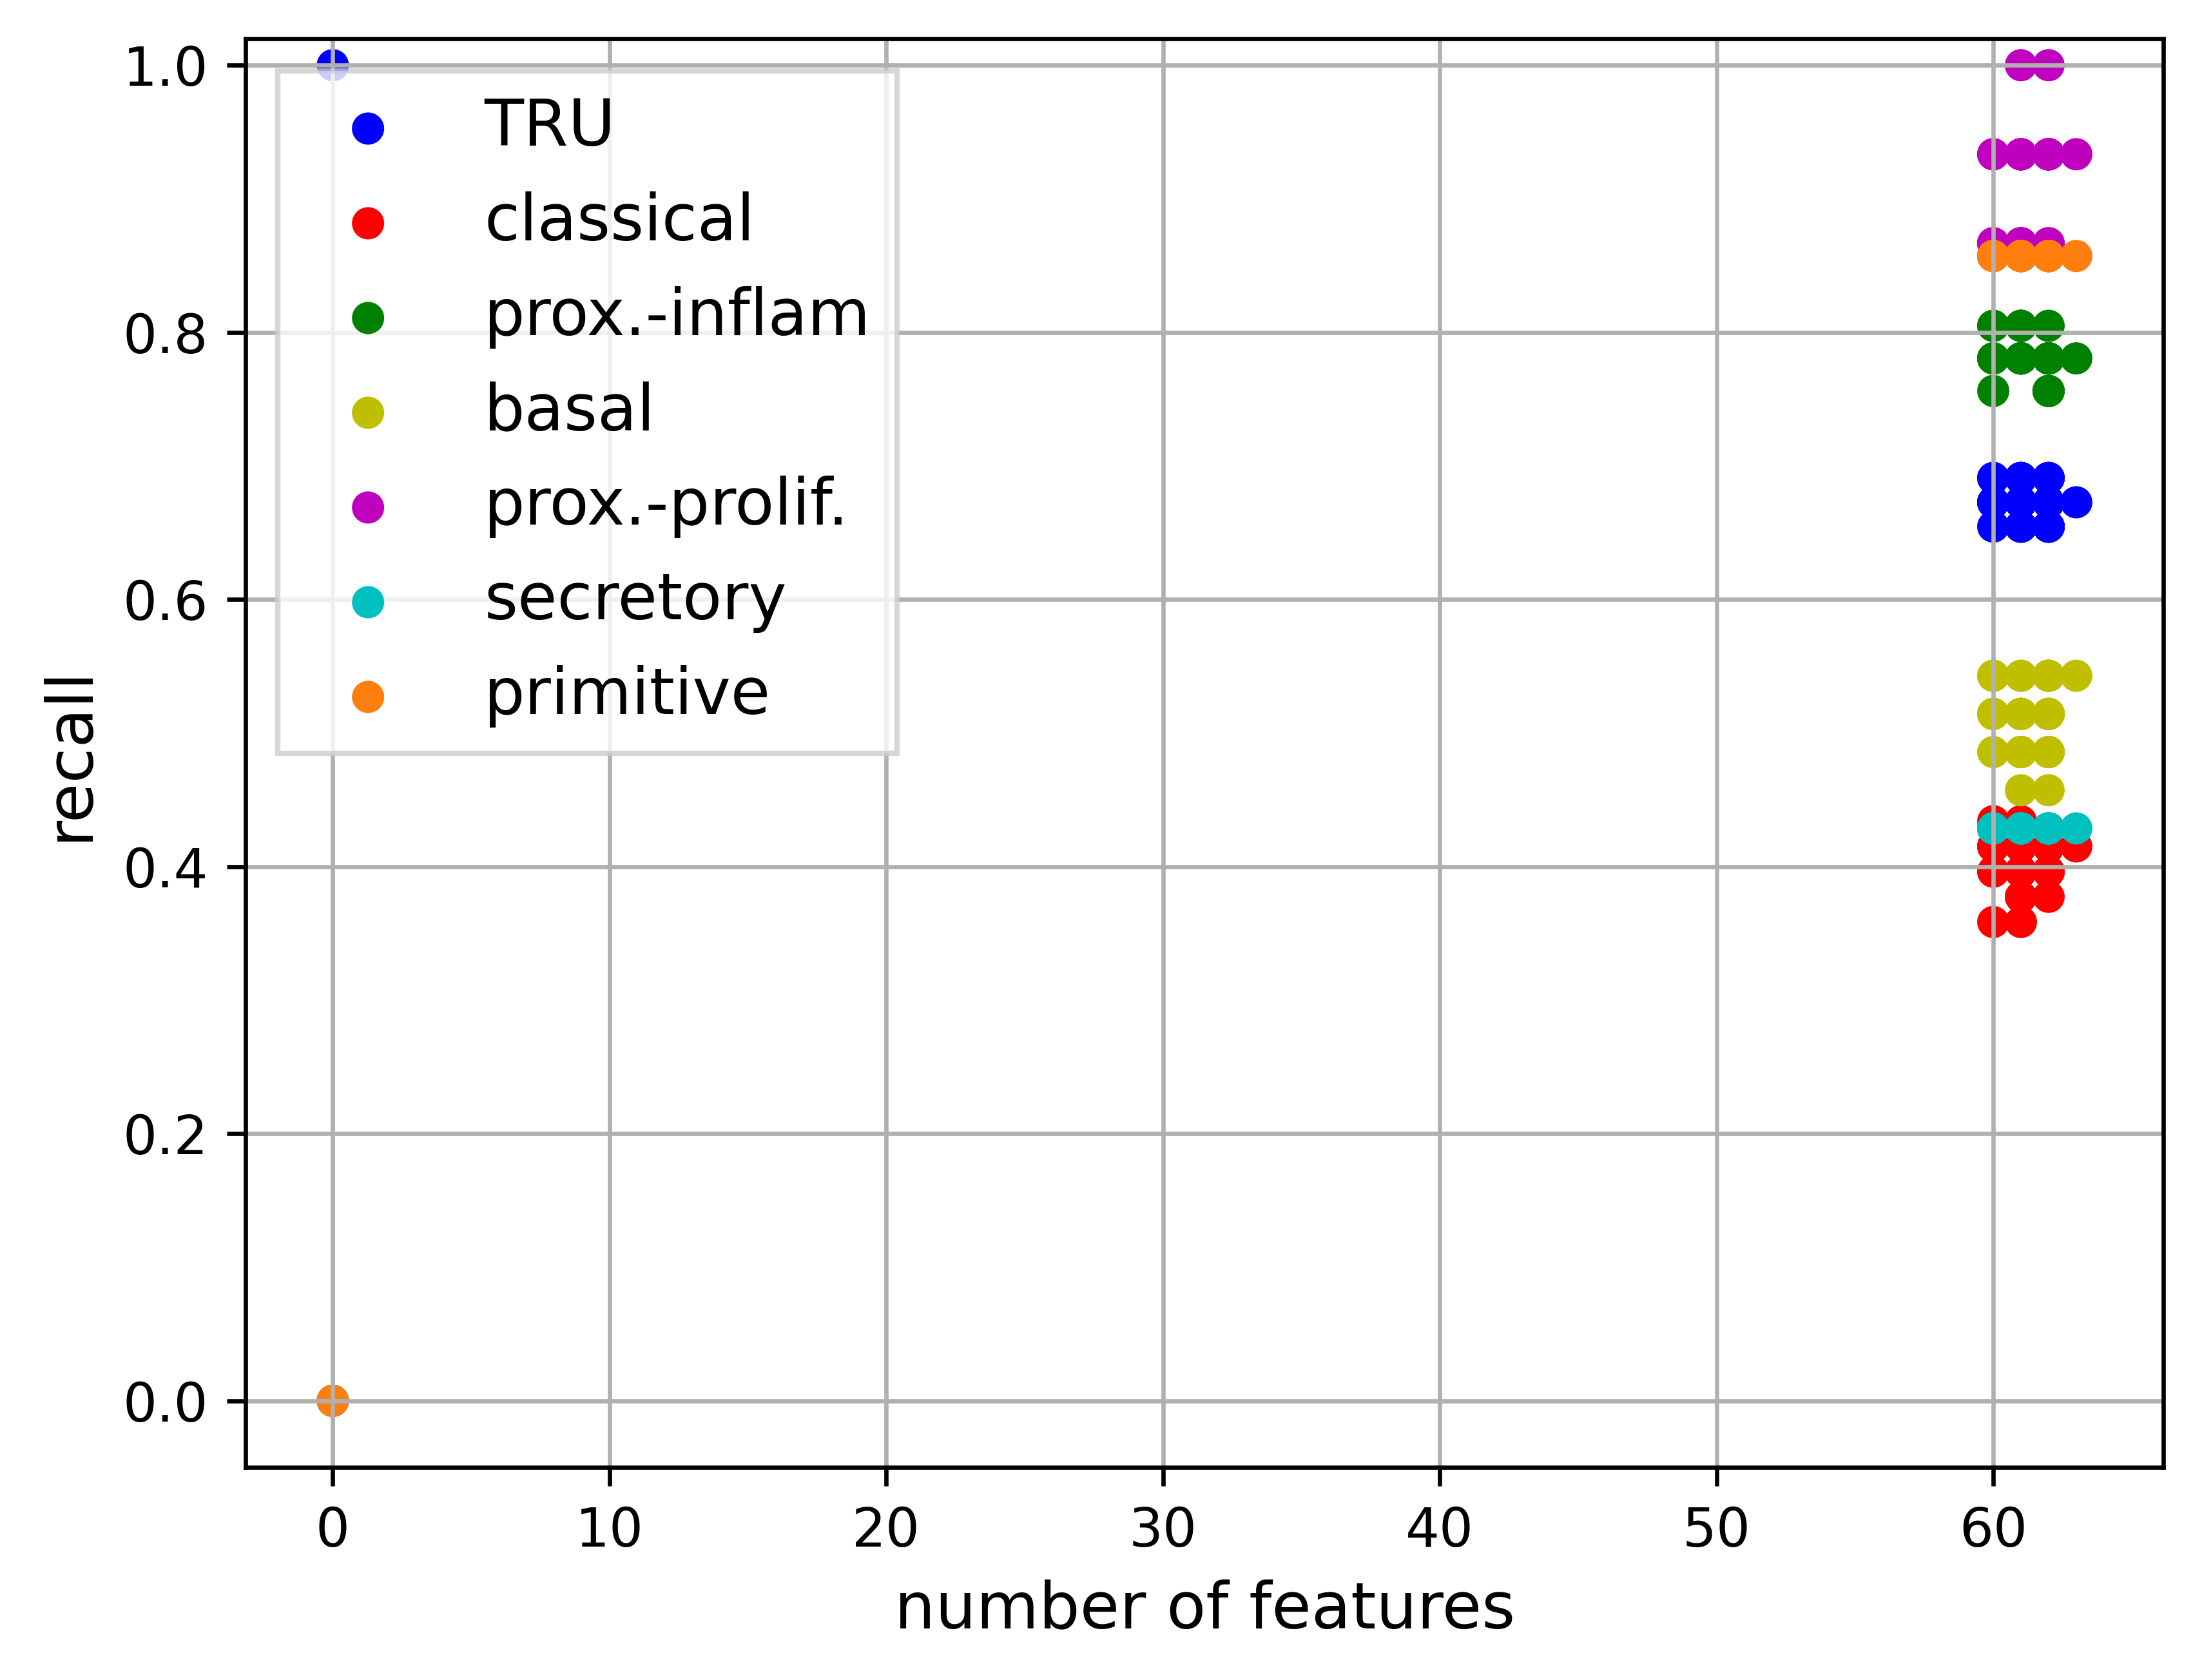 1.0
0.8
0.6
0.4
0.2
0.0
recall
TRU
classical
prox.-inflam
basal
prox.-prolif.
secretory
primitive
0 10 20 30 40 50 60
number of features